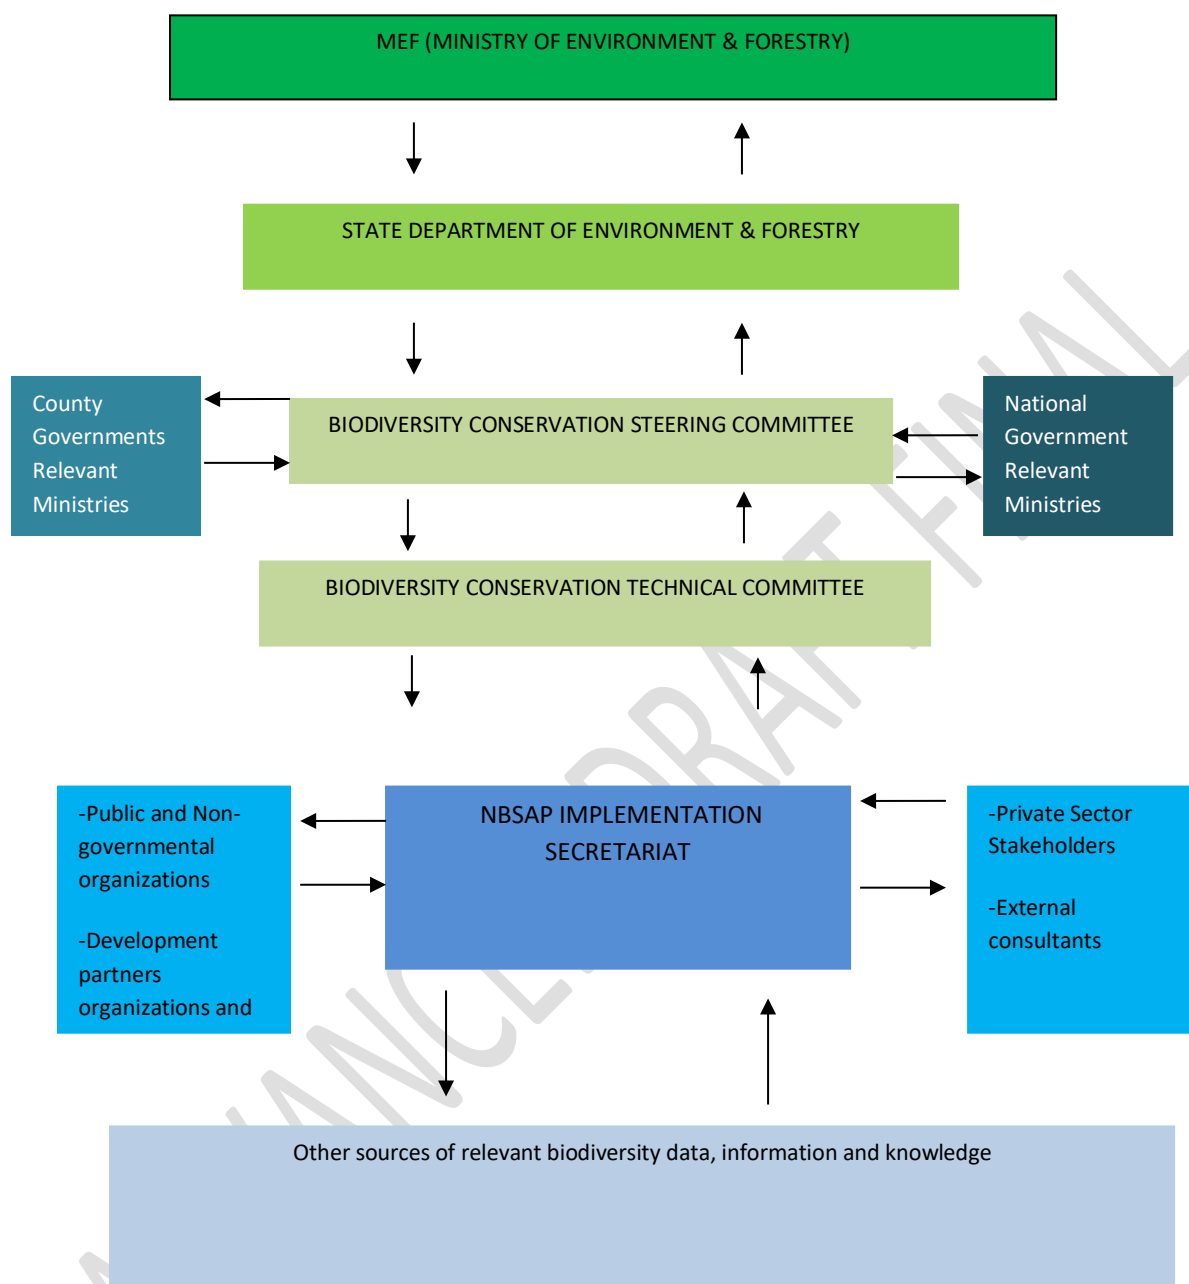 MEF (MINISTRY OF ENVIRONMENT & FORESTRY)
STATE DEPARTMENT OF ENVIRONMENT & FORESTRY
County
Governments
Relevant
Ministries
BIODIVERSITY CONSERVATION STEERING COMMITTEE
National
Government
Relevant
Ministries
BIODIVERSITY CONSERVATION TECHNICAL COMMITTEE
-Public and Non-
governmental
organizations
-Development
partners
organizations and
NBSAP IMPLEMENTATION
SECRETARIAT
-Private Sector
Stakeholders
-External
consultants
Other sources of relevant biodiversity data, information and knowledge
DRAFT FINAL